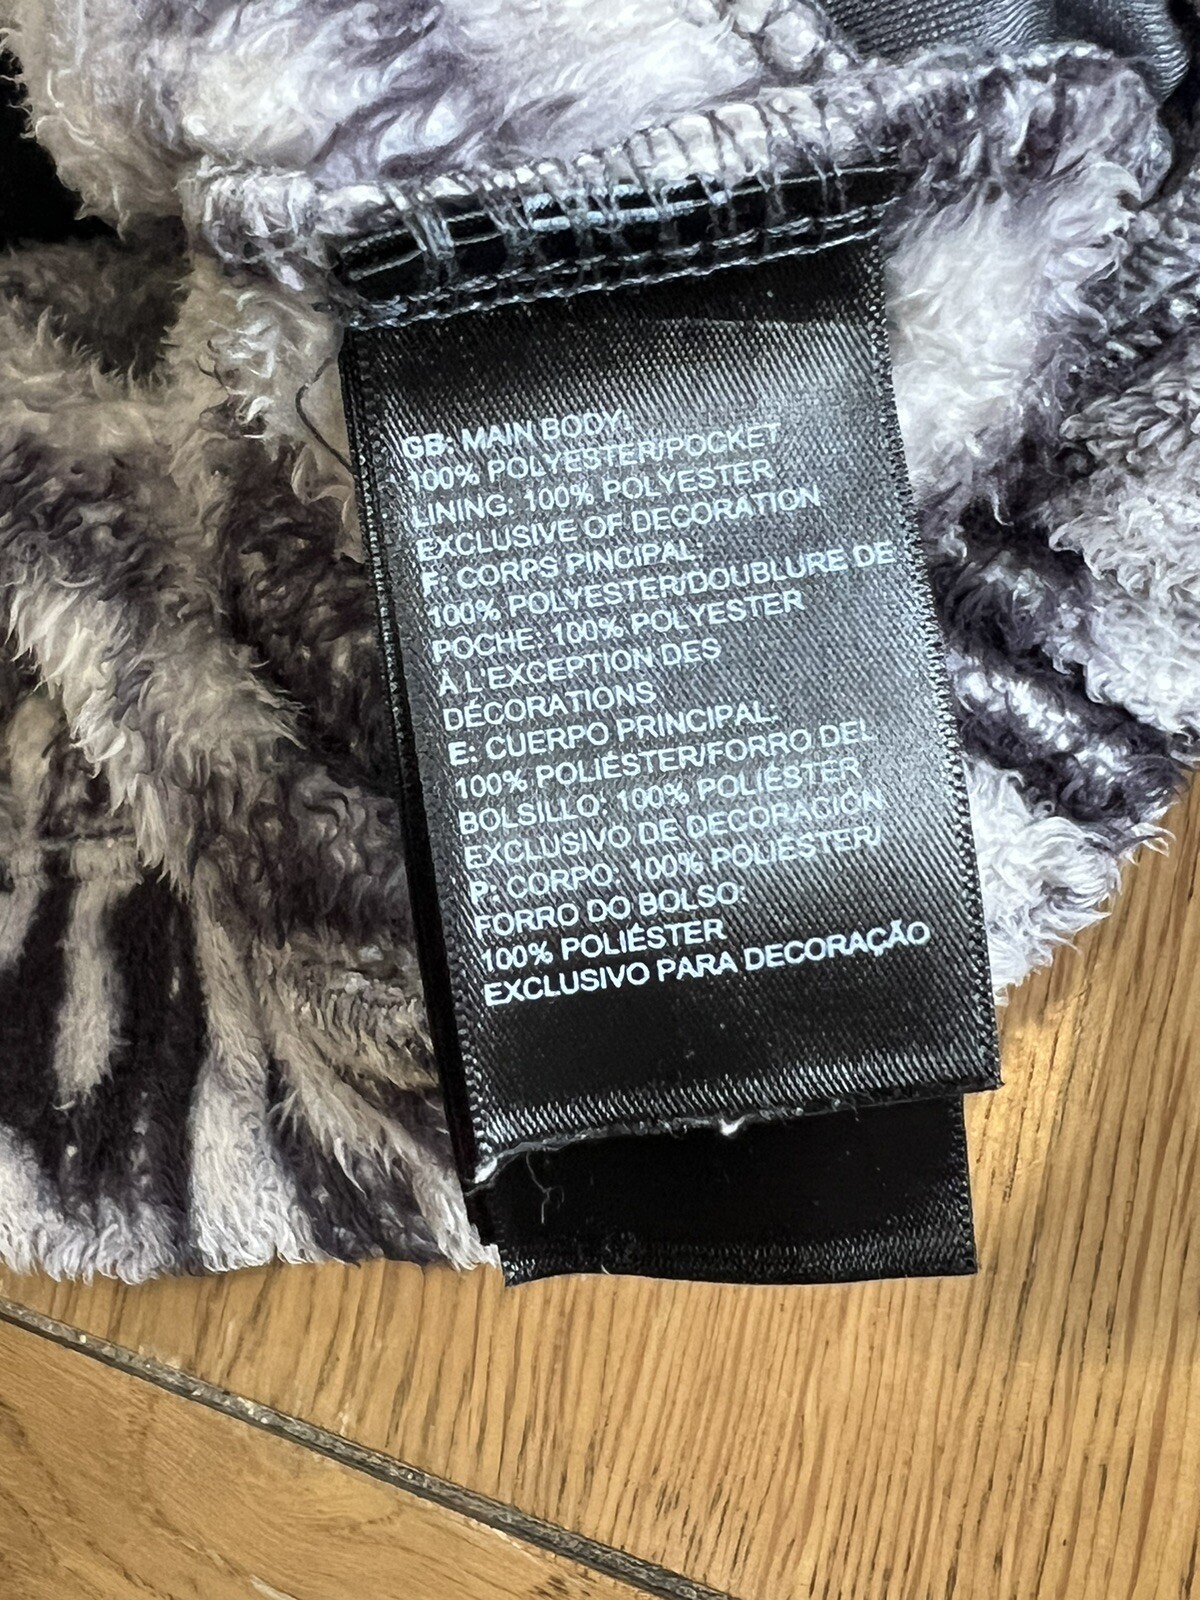 GB: MAIN BODY:
100% POLYESTER/POCKET
LINING: 100% POLYESTER
EXCLUSIVE OF DECORATION
F: CORPS PINCIPAL:
100% POLYESTER/DOUBLURE DE
POCHE: 100% POLYESTER
À L'EXCEPTION DES
DÉCORATIONS
E: CUERPO PRINCIPAL:
100% POLIÉSTER/FORRO DEL
BOLSILLO: 100% POLIÉSTER
EXCLUSIVO DE DECORACIÓN
P: CORPO: 100% POLIÉSTER/
FORRO DO BOLSO:
100% POLIÉSTER
EXCLUSIVO PARA DECORAÇÃO